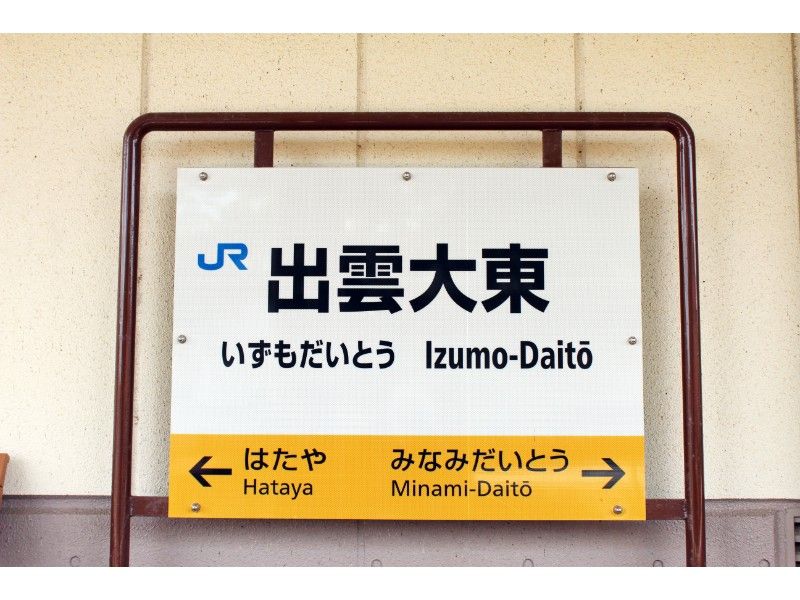 JR 出雲大東
いずもだいとう Izumo-Daitō
← はたや みなみだいとう →
Hataya Minami-Daitō